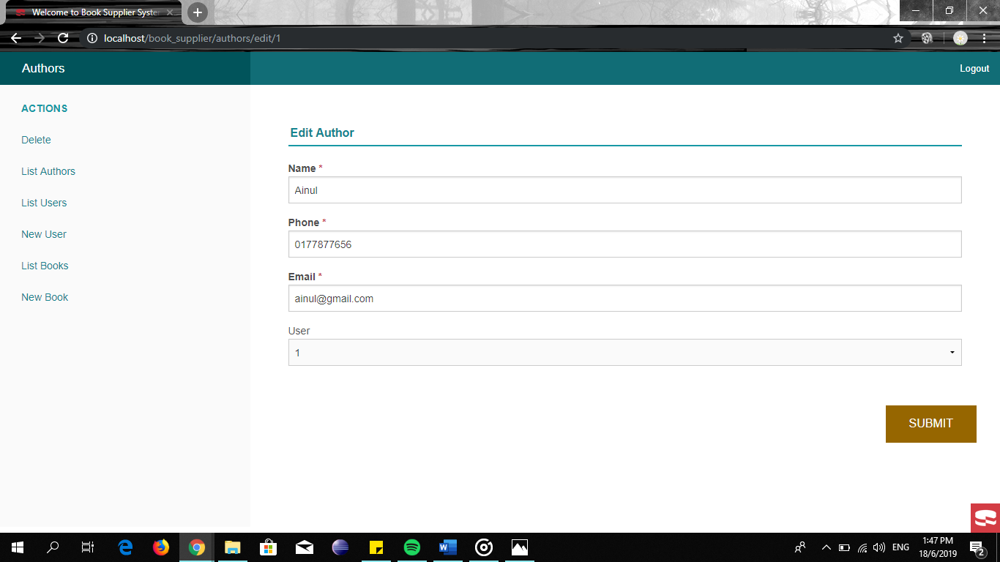 Welcome to Book Supplier Syste
localhost/book_supplier/authors/edit/1
Authors
Logout
ACTIONS
Delete
List Authors
List Users
New User
List Books
New Book
Edit Author
Name *
Ainul
Phone *
0177877656
Email *
ainul@gmail.com
User
1
SUBMIT
ENG
1:47 PM
18/6/2019
2